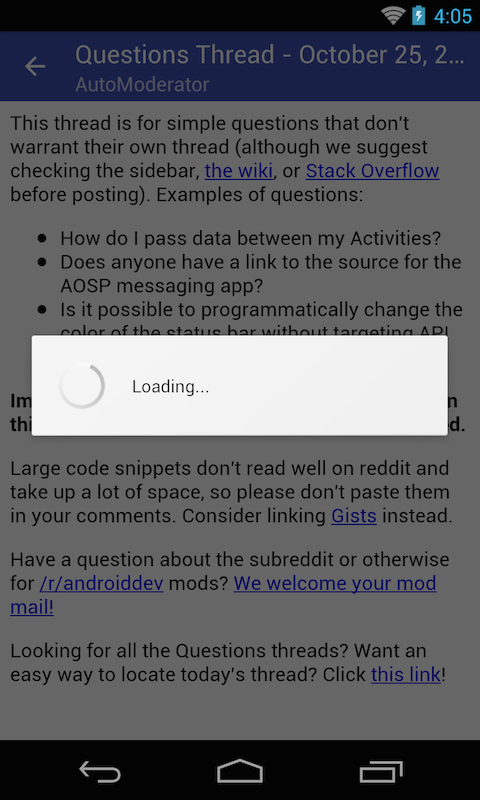 4:05
Questions Thread - October 25, 2...
AutoModerator
This thread is for simple questions that don't
warrant their own thread (although we suggest
checking the sidebar, the wiki, or Stack Overflow
before posting). Examples of questions:
• How do I pass data between my Activities?
• Does anyone have a link to the source for the
AOSP messaging app?
• Is it possible to programmatically change the
color of the status bar without targeting API
Loading...
Large code snippets don't read well on reddit and
take up a lot of space, so please don't paste them
in your comments. Consider linking Gists instead.
Have a question about the subreddit or otherwise
for /r/androiddev mods? We welcome your mod
mail!
Looking for all the Questions threads? Want an
easy way to locate today's thread? Click this link!